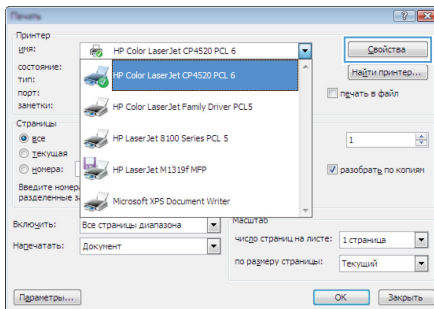 Печать
Принтер
имя: HP Color LaserJet CP4520 PCL 6 Свойства
состояние: HP Color LaserJet CP4520 PCL 6 Найти принтер...
тип:
порт: HP Color LaserJet Family Driver PCL5 печать в файл
заметки:
Страницы
все HP LaserJet 8100 Series PCL 5 1
текущая
номера: HP LaserJet M1319f MFP разобрать по копиям
Введите номера
разделенные за
Microsoft XPS Document Writer
Включить: Все страницы диапазона Масштаб
Напечатать: Документ число страниц на листе: 1 страница
по размеру страницы: Текущий
Параметры... ОК Закрыть